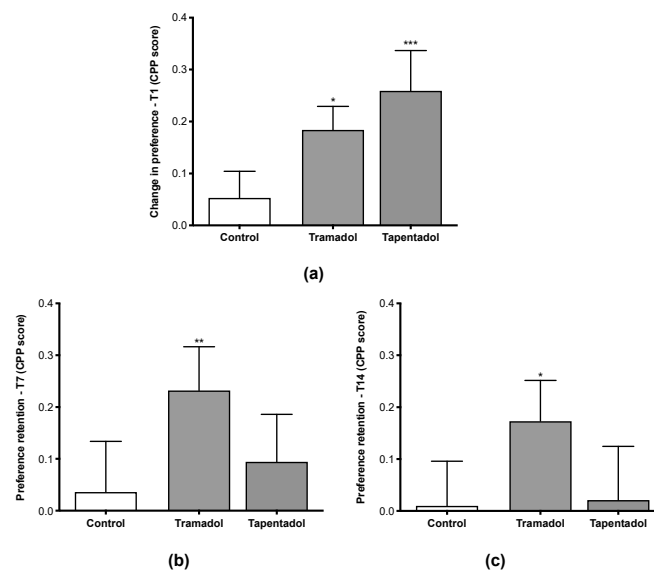 Change in preference - T1 (CPP score)
0.4
0.3
0.2
0.1
0.0
*
***
Control Tramadol Tapentadol
(a)
Preference retention - T7 (CPP score)
0.4
0.3
0.2
0.1
0.0
**
Control Tramadol Tapentadol
(b)
Preference retention - T14 (CPP score)
0.4
0.3
0.2
0.1
0.0
*
Control Tramadol Tapentadol
(c)